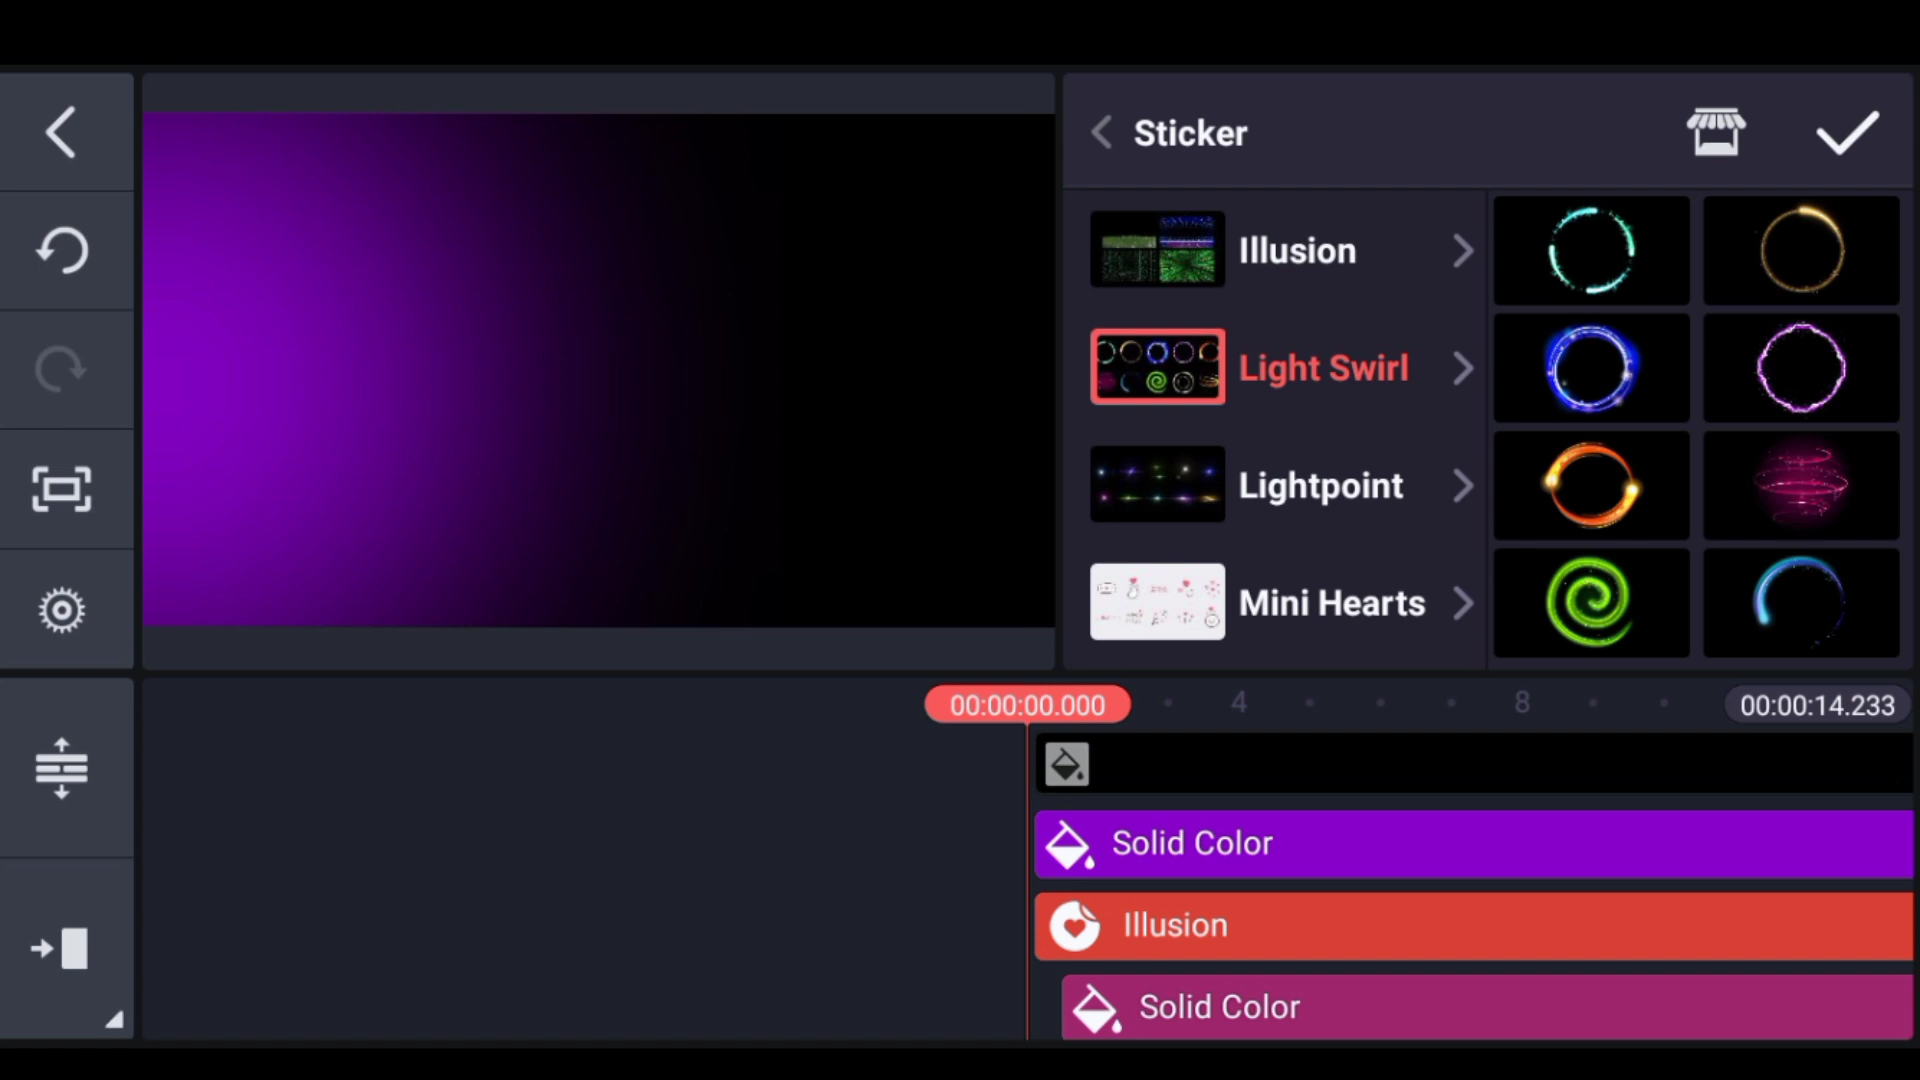 Sticker
Illusion
Light Swirl
Lightpoint
Mini Hearts
00:00:00.000
4
8
00:00:14.233
Solid Color
Illusion
Solid Color